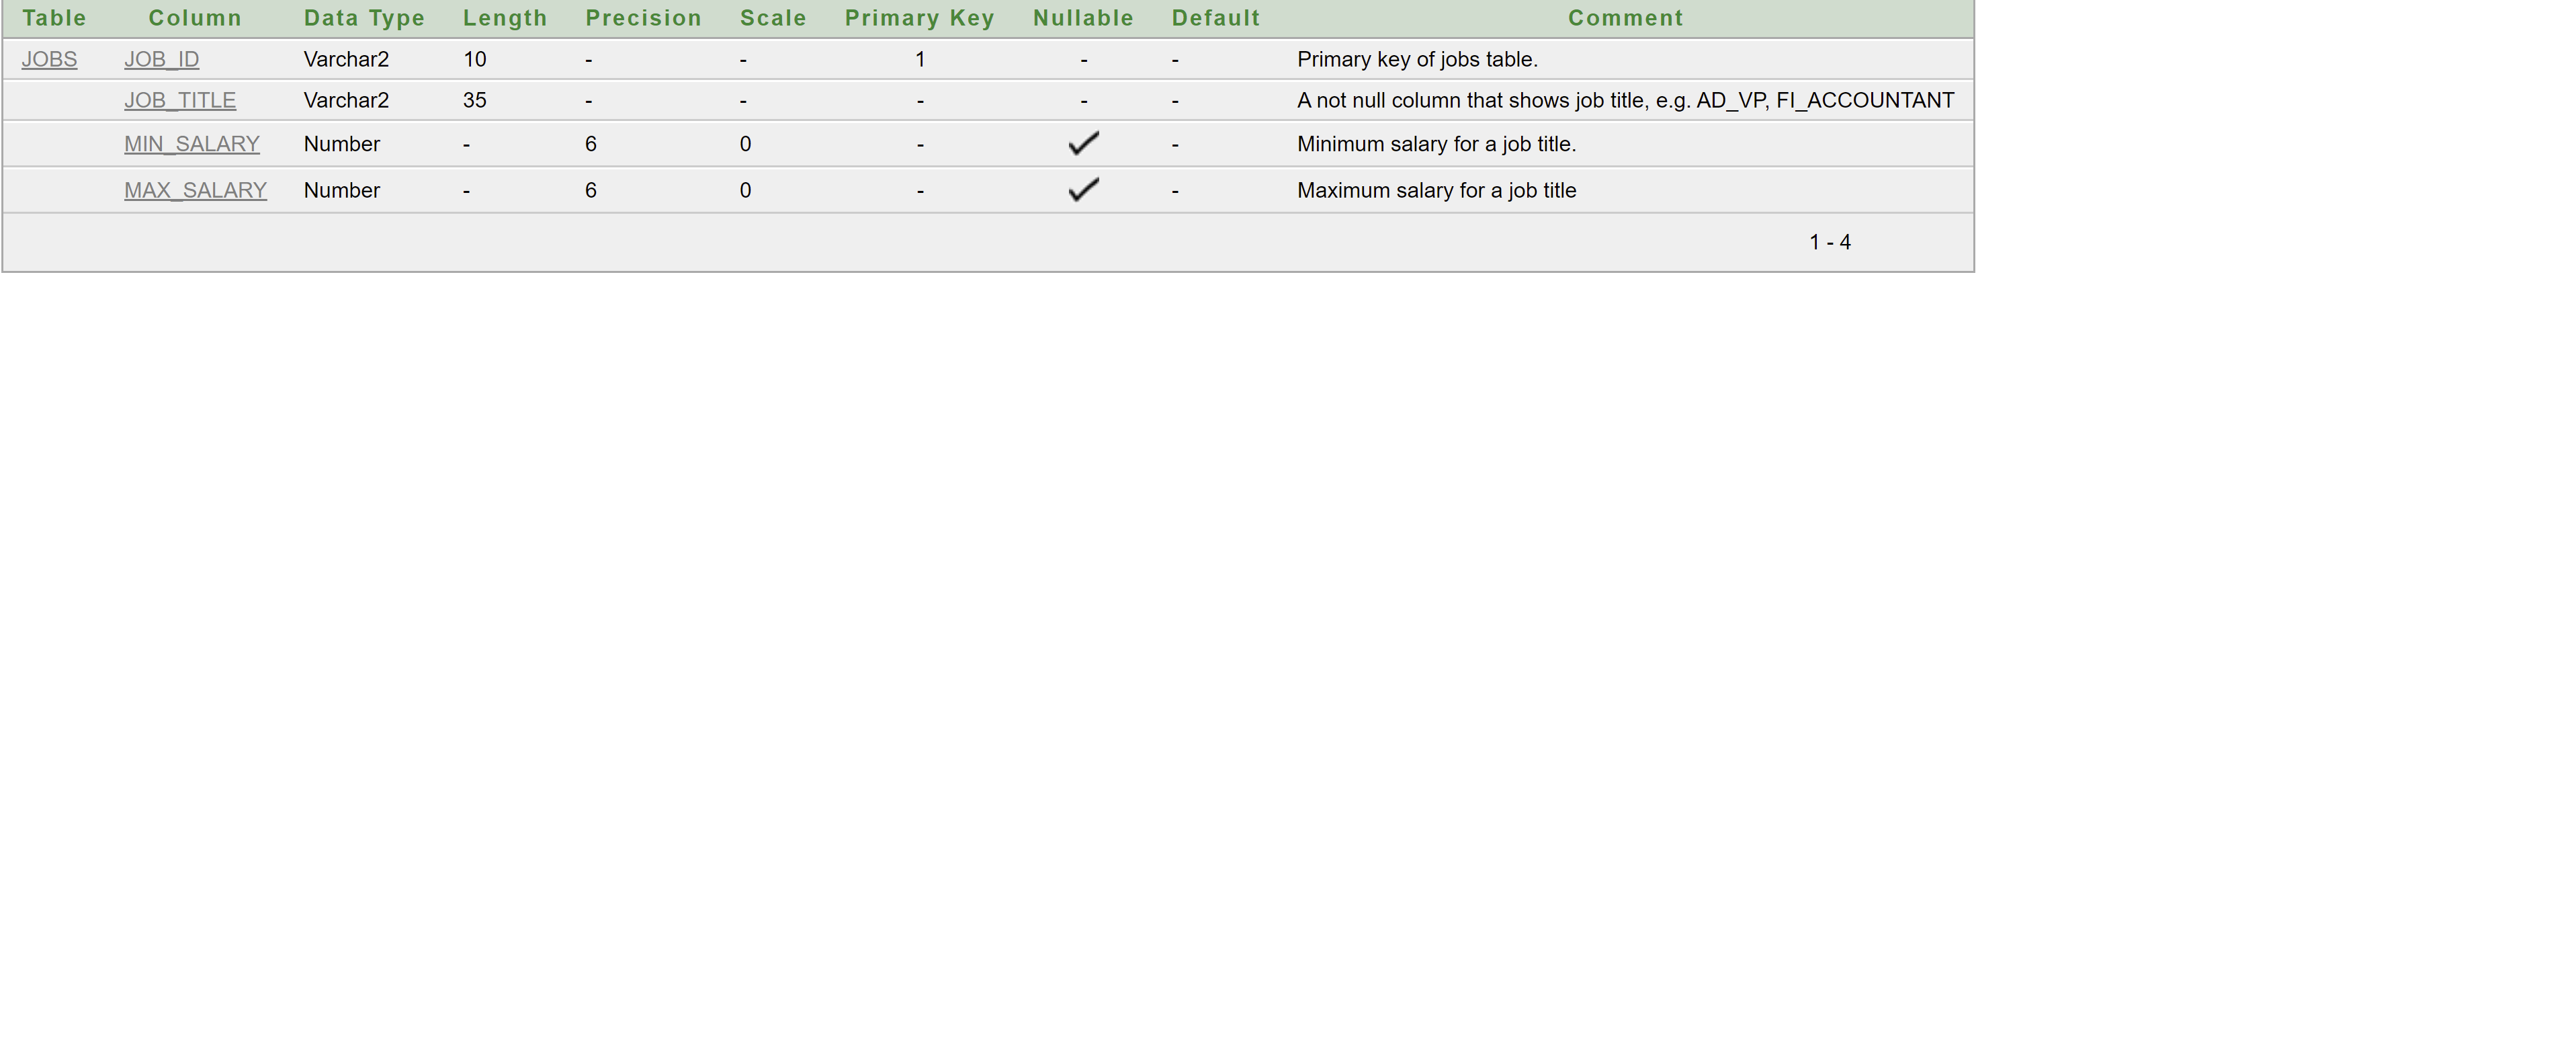 Table Column Data Type Length Precision Scale Primary Key Nullable Default Comment
JOBS JOB_ID Varchar2 10 - - 1 - - Primary key of jobs table.
JOB_TITLE Varchar2 35 - - - - - A not null column that shows job title, e.g. AD_VP, FI_ACCOUNTANT
MIN_SALARY Number - 6 0 - - Minimum salary for a job title.
MAX_SALARY Number - 6 0 - - Maximum salary for a job title
1 - 4